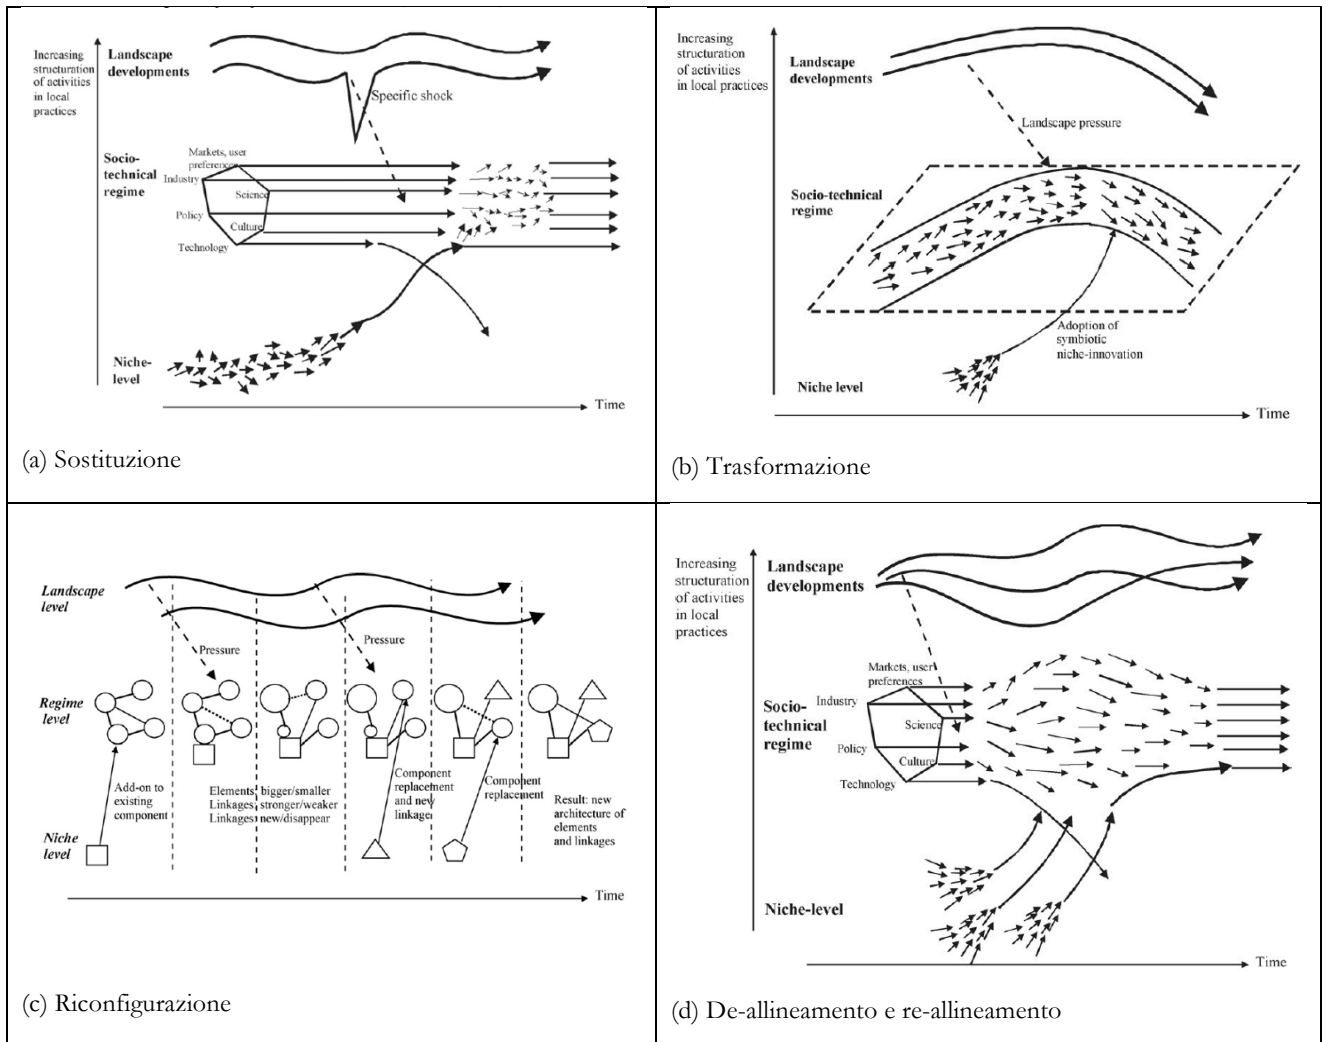 Increasing
structuration
of activities
in local
practices
Landscape
developments
Specific shock
Socio-
technical
regime
Markets, user
preferences
Industry
Science
Policy
Culture
Technology
Niche-
level
Time
(a) Sostituzione
Increasing
structuration
of activities
in local practices
Landscape
developments
Landscape pressure
Socio-technical
regime
Adoption of
symbiotic
niche-innovation
Niche level
Time
(b) Trasformazione
Landscape
level
Pressure
Pressure
Regime
level
Add-on to
existing
component
Elements: bigger/smaller
Linkages: stronger/weaker
Linkages: new/disappear
Component
replacement
and new
linkage
Component
replacement
Result: new
architecture of
elements
and linkages
Niche
level
Time
(c) Riconfigurazione
Increasing
structuration
of activities
in local
practices
Landscape
developments
Markets, user
preferences
Industry
Socio-
technical
regime
Science
Policy
Culture
Technology
Niche-level
Time
(d) De-allineamento e re-allineamento